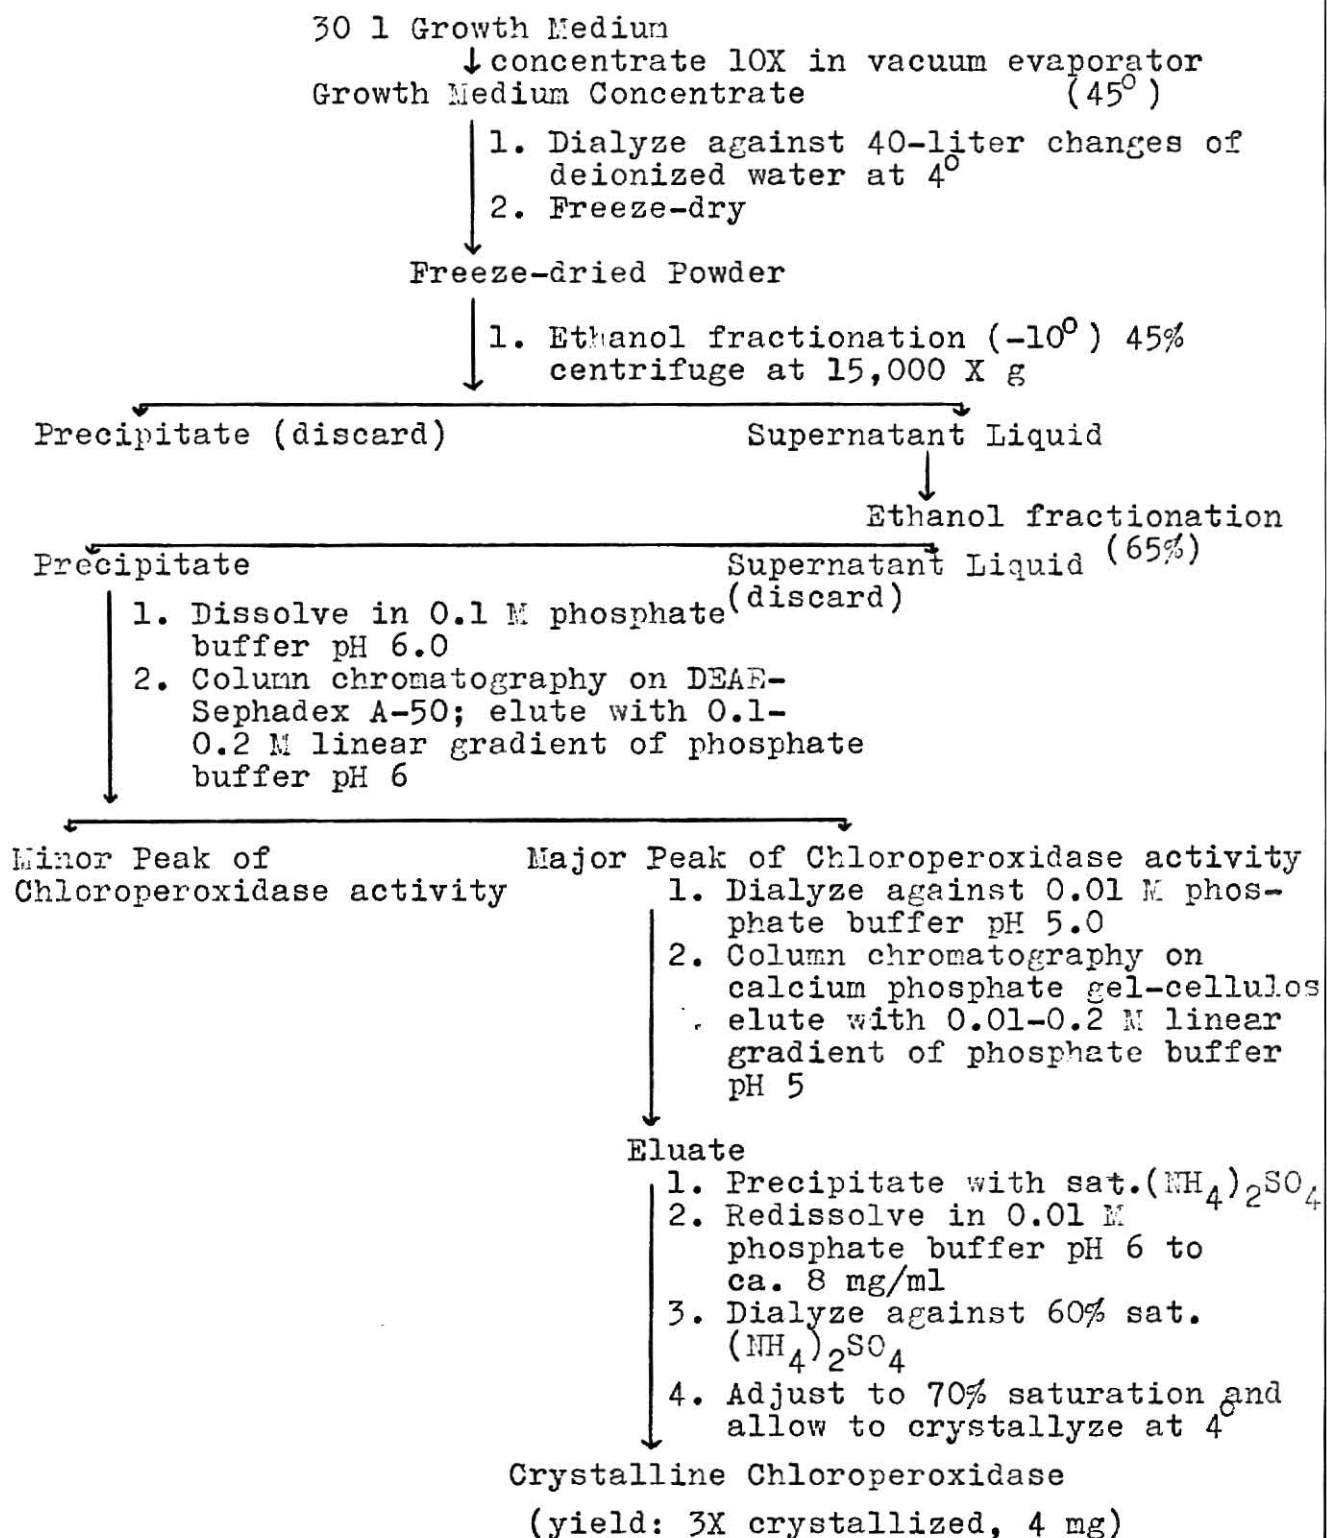 30 l Growth Medium
concentrate 10X in vacuum evaporator
Growth Medium Concentrate (45°)
1. Dialyze against 40-liter changes of
deionized water at 4°
2. Freeze-dry
Freeze-dried Powder
1. Ethanol fractionation (-10°) 45%
centrifuge at 15,000 X g
Precipitate (discard)
Supernatant Liquid
Ethanol fractionation
(65%)
Precipitate
Supernatant Liquid
(discard)
1. Dissolve in 0.1 M phosphate
buffer pH 6.0
2. Column chromatography on DEAE-
Sephadex A-50; elute with 0.1-
0.2 M linear gradient of phosphate
buffer pH 6
Minor Peak of
Chloroperoxidase activity
Major Peak of Chloroperoxidase activity
1. Dialyze against 0.01 M phos-
phate buffer pH 5.0
2. Column chromatography on
calcium phosphate gel-cellulos
elute with 0.01-0.2 M linear
gradient of phosphate buffer
pH 5
Eluate
1. Precipitate with sat.(NH₄)₂SO₄
2. Redissolve in 0.01 M
phosphate buffer pH 6 to
ca. 8 mg/ml
3. Dialyze against 60% sat.
(NH₄)₂SO₄
4. Adjust to 70% saturation and
allow to crystallyze at 4°
Crystalline Chloroperoxidase
(yield: 3X crystallized, 4 mg)